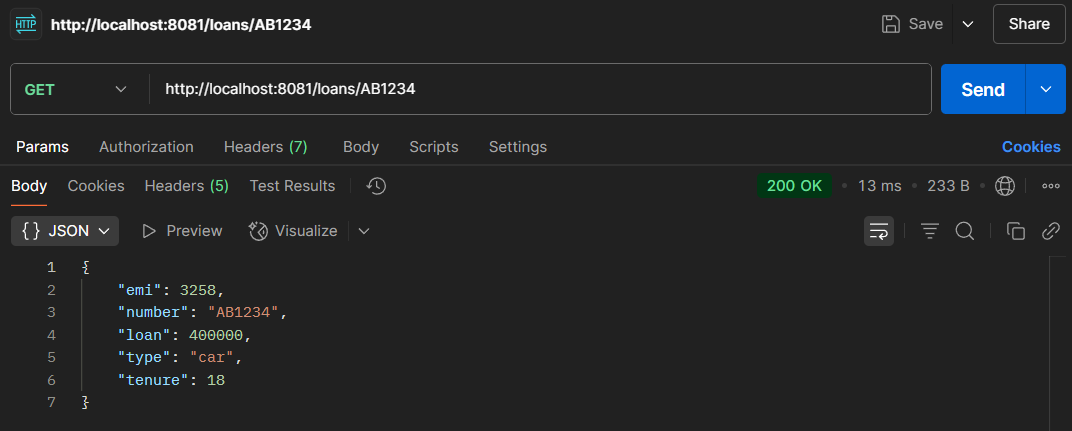 HTTP http://localhost:8081/loans/AB1234 Save Share
GET http://localhost:8081/loans/AB1234 Send
Params Authorization Headers (7) Body Scripts Settings Cookies
Body Cookies Headers (5) Test Results 200 OK • 13 ms • 233 B •
{} JSON Preview Visualize
1 {
2 "emi": 3258,
3 "number": "AB1234",
4 "loan": 400000,
5 "type": "car",
6 "tenure": 18
7 }